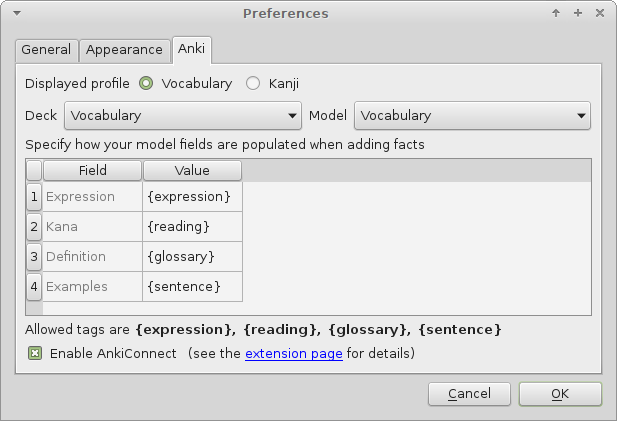 Preferences
General Appearance Anki
Displayed profile Vocabulary Kanji
Deck Vocabulary Model Vocabulary
Specify how your model fields are populated when adding facts
Field Value
1 Expression {expression}
2 Kana {reading}
3 Definition {glossary}
4 Examples {sentence}
Allowed tags are {expression}, {reading}, {glossary}, {sentence}
Enable AnkiConnect (see the extension page for details)
Cancel OK